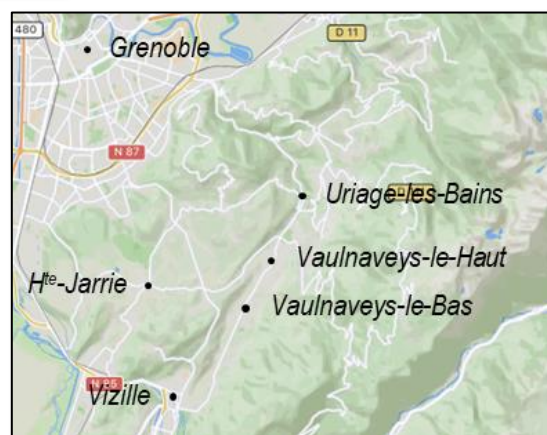 480
Grenoble
D 11
N 87
Uriage-les-Bains
Vaulnaveys-le-Haut
Hte-Jarrie
Vaulnaveys-le-Bas
N 85
Vizille